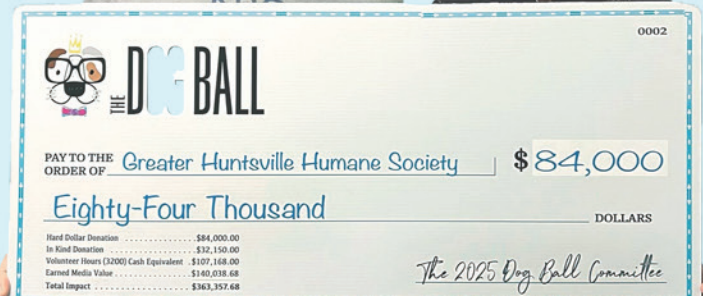 0002
THE DOG BALL
PAY TO THE
ORDER OF Greater Huntsville Humane Society $84,000
Eighty-Four Thousand DOLLARS
Hard Dollar Donation ............... $84,000.00
In Kind Donation ................. $32,150.00
Volunteer Hours (3200) Cash Equivalent . $107,168.00
Earned Media Value ............... $140,038.68
Total Impact .................. $363,357.68
The 2025 Dog Ball Committee